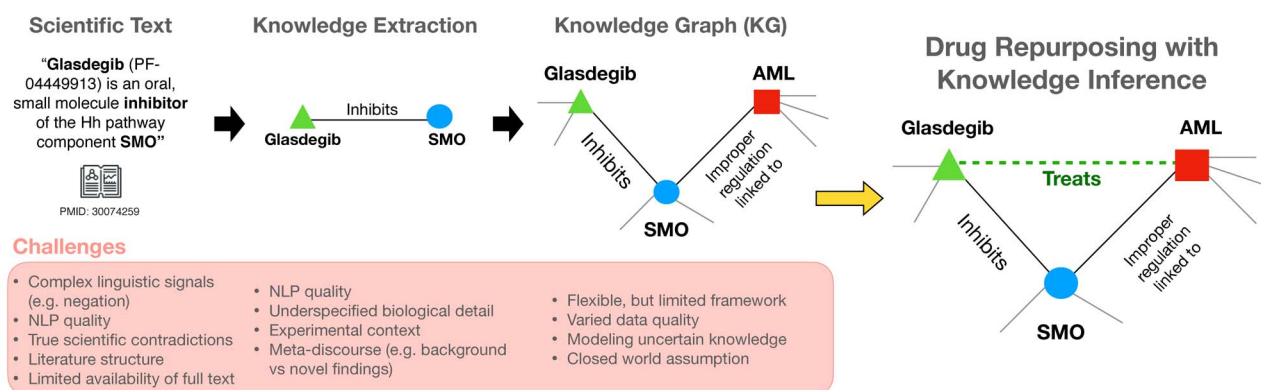 Scientific Text
“Glasdegib (PF-
04449913) is an oral,
small molecule inhibitor
of the Hh pathway
component SMO”
PMID: 30074259
Knowledge Extraction
Inhibits
Glasdegib
SMO
Knowledge Graph (KG)
Glasdegib
AML
Inhibits
Improper
regulation
linked to
SMO
Drug Repurposing with
Knowledge Inference
Glasdegib
AML
Treats
Inhibits
Improper
regulation
linked to
SMO
Challenges
• Complex linguistic signals
(e.g. negation)
• NLP quality
• True scientific contradictions
• Literature structure
• Limited availability of full text
• NLP quality
• Underspecified biological detail
• Experimental context
• Meta-discourse (e.g. background
vs novel findings)
• Flexible, but limited framework
• Varied data quality
• Modeling uncertain knowledge
• Closed world assumption